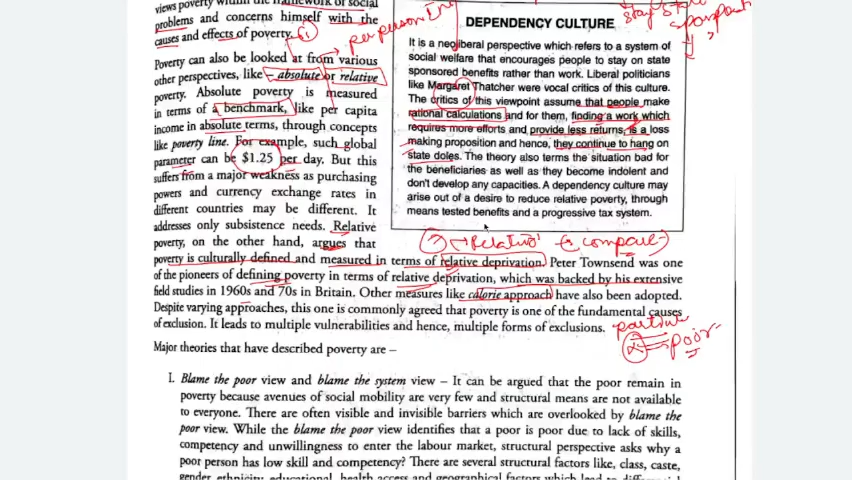 views poverty within the framework of social
problems and concerns himself with the
causes and effects of poverty.
Poverty can also be looked at from various
other perspectives, like – absolute or relative
poverty. Absolute poverty is measured
in terms of a benchmark, like per capita
income in absolute terms, through concepts
like poverty line. For example, such global
parameter can be $1.25 per day. But this
suffers from a major weakness as purchasing
powers and currency exchange rates in
different countries may be different. It
addresses only subsistence needs. Relative
poverty, on the other hand, argues that
poverty is culturally defined and measured in terms of relative deprivation. Peter Townsend was one
of the pioneers of defining poverty in terms of relative deprivation, which was backed by his extensive
field studies in 1960s and 70s in Britain. Other measures like calorie approach have also been adopted.
Despite varying approaches, this one is commonly agreed that poverty is one of the fundamental causes
of exclusion. It leads to multiple vulnerabilities and hence, multiple forms of exclusions.
Major theories that have described poverty are –
I. Blame the poor view and blame the system view – It can be argued that the poor remain in
poverty because avenues of social mobility are very few and structural means are not available
to everyone. There are often visible and invisible barriers which are overlooked by blame the
poor view. While the blame the poor view identifies that a poor is poor due to lack of skills,
competency and unwillingness to enter the labour market, structural perspective asks why a
poor person has low skill and competency? There are several structural factors like, class, caste,
gender, ethnicity, educational, health access and geographical factors which lead to
DEPENDENCY CULTURE
It is a neoliberal perspective which refers to a system of
social welfare that encourages people to stay on state
sponsored benefits rather than work. Liberal politicians
like Margaret Thatcher were vocal critics of this culture.
The critics of this viewpoint assume that people make
rational calculations and for them, finding a work which
requires more efforts and provide less returns, is a loss
making proposition and hence, they continue to hang on
state doles. The theory also terms the situation bad for
the beneficiaries as well as they become indolent and
don't develop any capacities. A dependency culture may
arise out of a desire to reduce relative poverty, through
means tested benefits and a progressive tax system.
per person
stay
Relative
compare
poor